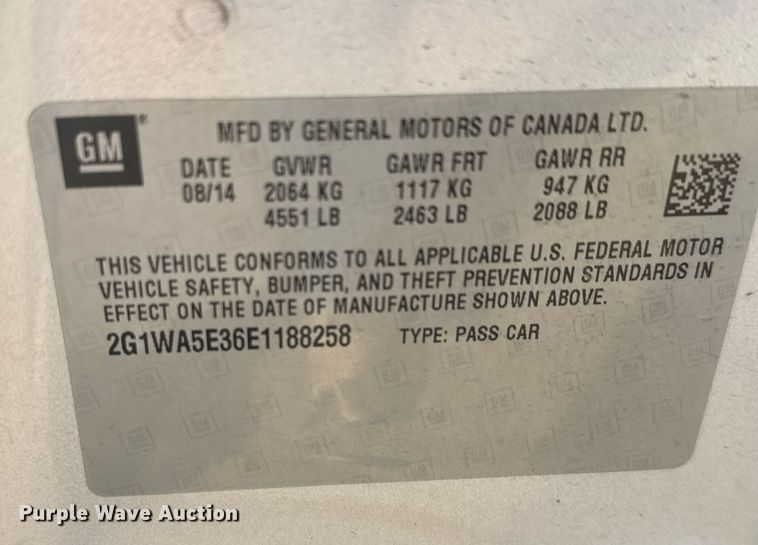 GM®
MFD BY GENERAL MOTORS OF CANADA LTD.
DATE GVWR GAWR FRT GAWR RR
08/14 2064 KG 1117 KG 947 KG
4551 LB 2463 LB 2088 LB
THIS VEHICLE CONFORMS TO ALL APPLICABLE U.S. FEDERAL MOTOR
VEHICLE SAFETY, BUMPER, AND THEFT PREVENTION STANDARDS IN
EFFECT ON THE DATE OF MANUFACTURE SHOWN ABOVE.
2G1WA5E36E1188258 TYPE: PASS CAR
Purple Wave Auction